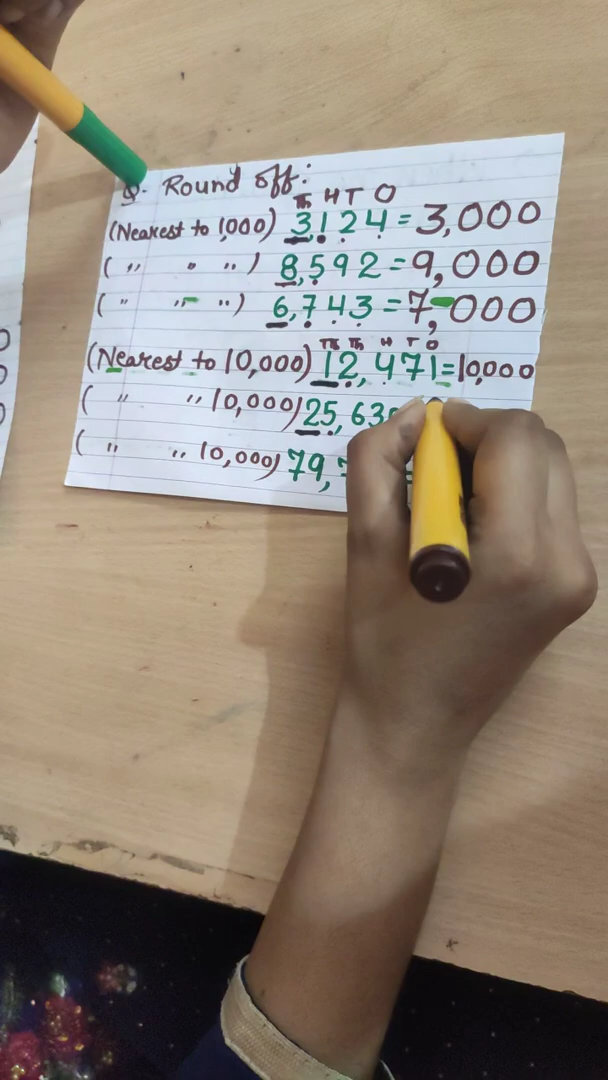 Q. Round off:
Th H T O
(Nearest to 1,000) 3,124 = 3,000
( " " " ) 8,592 = 9,000
( " " " ) 6,743 = 7,000
TTh Th H T O
(Nearest to 10,000) 12,471 = 10,000
( " " 10,000) 25,63
( " " 10,000) 79,